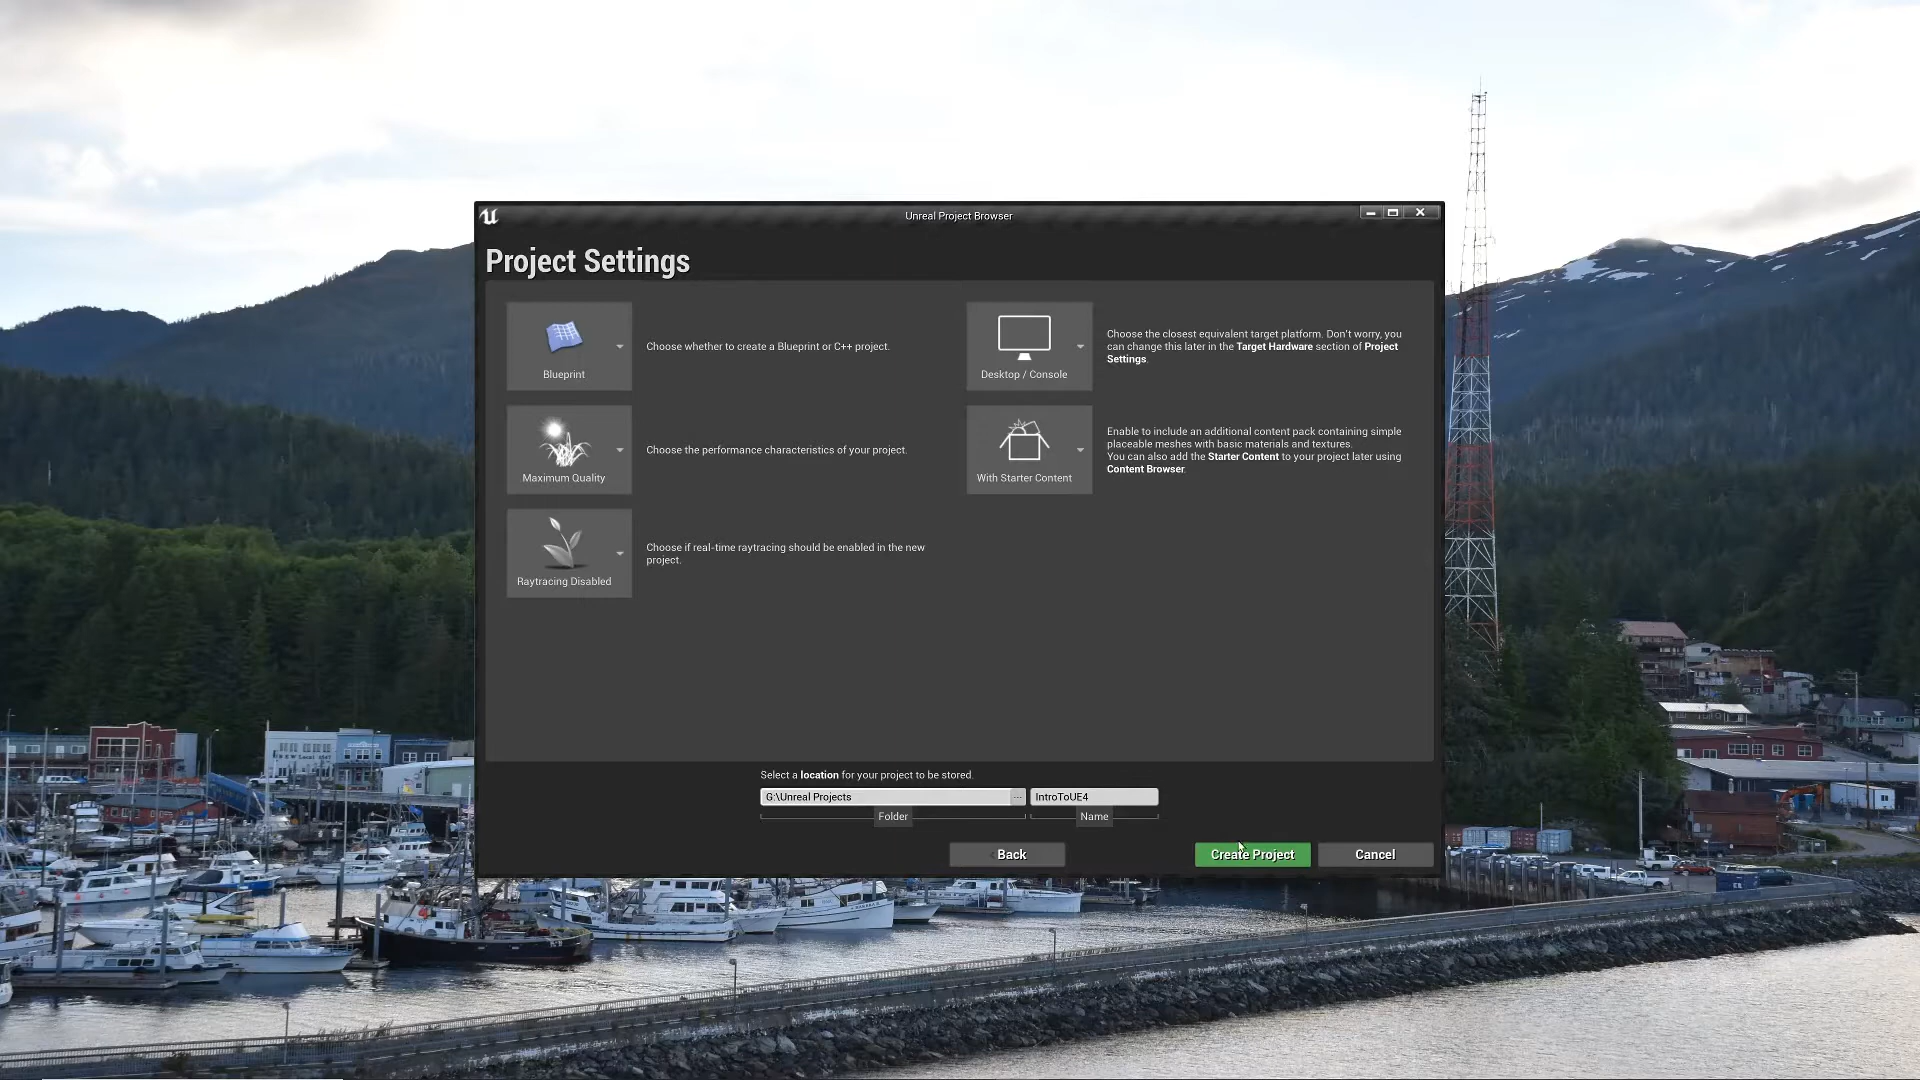 Unreal Project Browser
Project Settings
Blueprint
Choose whether to create a Blueprint or C++ project.
Desktop / Console
Choose the closest equivalent target platform. Don't worry, you
can change this later in the Target Hardware section of Project
Settings.
Maximum Quality
Choose the performance characteristics of your project.
With Starter Content
Enable to include an additional content pack containing simple
placeable meshes with basic materials and textures.
You can also add the Starter Content to your project later using
Content Browser.
Raytracing Disabled
Choose if real-time raytracing should be enabled in the new
project.
Select a location for your project to be stored.
G:\Unreal Projects
...
IntroToUE4
Folder
Name
Back
Create Project
Cancel